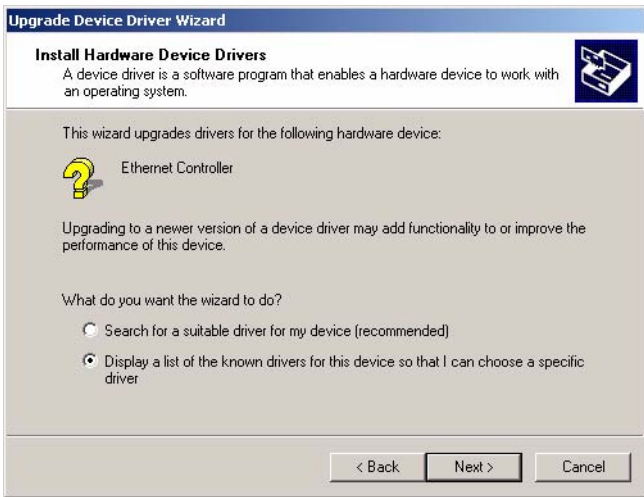 Upgrade Device Driver Wizard
Install Hardware Device Drivers
A device driver is a software program that enables a hardware device to work with
an operating system.
This wizard upgrades drivers for the following hardware device:
Ethernet Controller
Upgrading to a newer version of a device driver may add functionality to or improve the
performance of this device.
What do you want the wizard to do?
Search for a suitable driver for my device (recommended)
Display a list of the known drivers for this device so that I can choose a specific
driver
< Back Next > Cancel